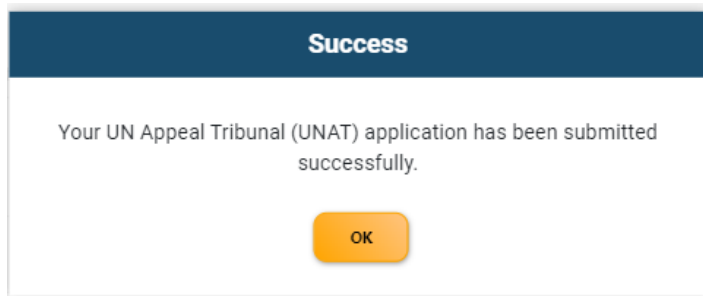 Success
Your UN Appeal Tribunal (UNAT) application has been submitted
successfully.
OK